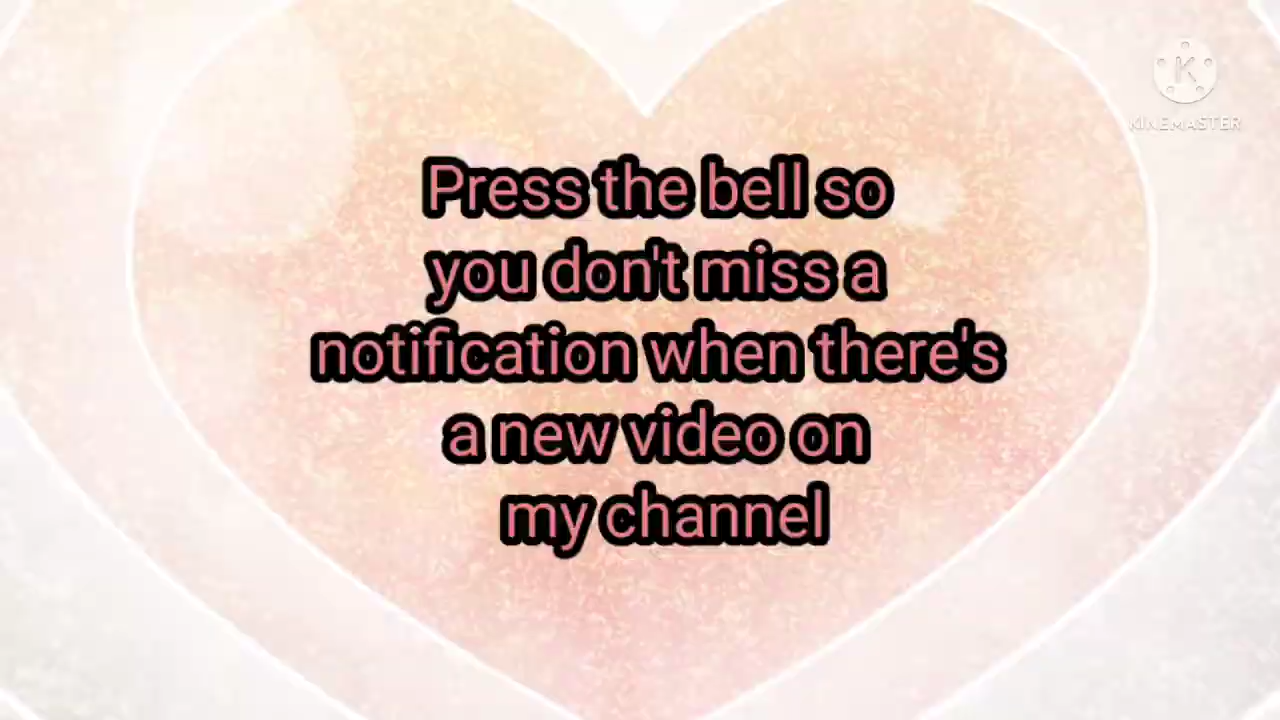 KINEMASTER
Press the bell so
you don't miss a
notification when there's
a new video on
my channel